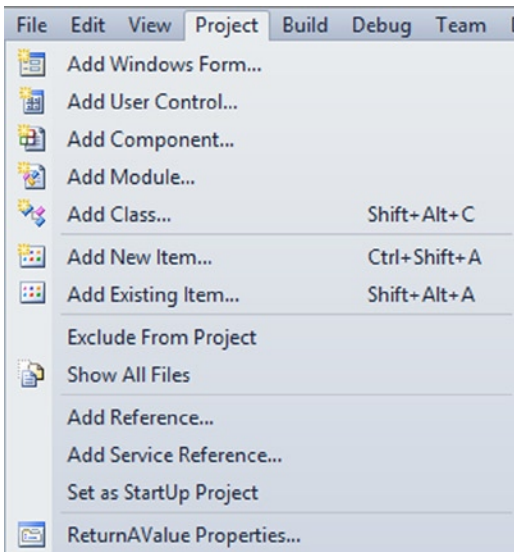 File Edit View Project Build Debug Team
Add Windows Form...
Add User Control...
Add Component...
Add Module...
Add Class... Shift+Alt+C
Add New Item... Ctrl+Shift+A
Add Existing Item... Shift+Alt+A
Exclude From Project
Show All Files
Add Reference...
Add Service Reference...
Set as StartUp Project
ReturnAValue Properties...